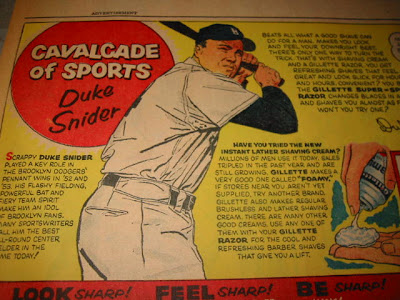 ADVERTISEMENT
CAVALCADE
OF SPORTS
Duke
Snider
SCRAPPY DUKE SNIDER
PLAYED A KEY ROLE IN
THE BROOKLYN DODGERS'
PENNANT WINS IN '52 AND
'53. HIS FLASHY FIELDING,
POWERFUL BAT AND
FIERY TEAM SPIRIT
MAKE HIM AN IDOL
OF BROOKLYN FANS.
MANY SPORTSWRITERS
CALL HIM THE BEST
ALL-ROUND CENTER
FIELDER IN THE
GAME TODAY!
BEATS ALL WHAT A GOOD SHAVE CAN
DO FOR A MAN. MAKES YOU LOOK
AND FEEL YOUR DOWNRIGHT BEST.
THERE'S ONLY ONE WAY TO TURN THE
TRICK. THAT'S WITH SHAVING CREAM
AND A GILLETTE RAZOR. YOU GET
REFRESHING SHAVES THAT FEEL
GREAT AND LOOK SLICK FOR
AND HOURS. CONVENIENT?
THE GILLETTE SUPER-SP
RAZOR CHANGES BLADES
AND SHAVES YOU ALMOST AS F
WON'T YOU TRY ONE?
HAVE YOU TRIED THE NEW
INSTANT LATHER SHAVING CREAM?
MILLIONS OF MEN USE IT TODAY. SALES
TRIPLED IN THE PAST YEAR AND ARE
STILL GROWING. GILLETTE MAKES A
VERY GOOD ONE CALLED "FOAMY."
IF STORES NEAR YOU AREN'T YET
SUPPLIED, TRY ANOTHER BRAND.
GILLETTE ALSO MAKES REGULAR
BRUSHLESS AND LATHER SHAVING
CREAM. THERE ARE MANY OTHER
GOOD CREAMS. USE ANY ONE OF
THEM WITH YOUR GILLETTE
RAZOR FOR THE COOL AND
REFRESHING BARBER SHAVES
THAT GIVE YOU A LIFT.
LOOK SHARP! FEEL SHARP! BE SHARP!